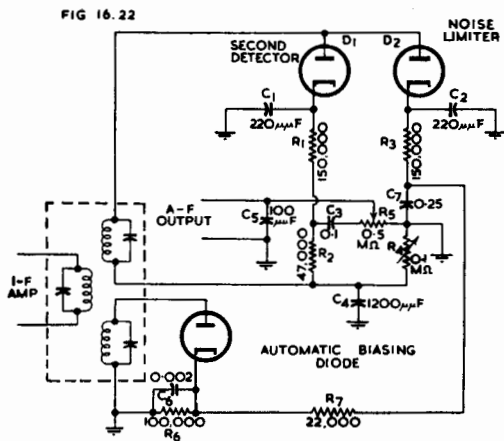 FIG 16.22
SECOND DETECTOR
D1
D2
NOISE LIMITER
C1
220μμF
C2
220μμF
R1
150,000
R3
150,000
A-F OUTPUT
C5
100 μμF
C3
0·1
R5
0·5 MΩ
C7
0·25
R2
47,000
R4
0·1 MΩ
C4
1200μμF
I-F AMP
AUTOMATIC BIASING DIODE
0·002
C6
100,000
R6
R7
22,000